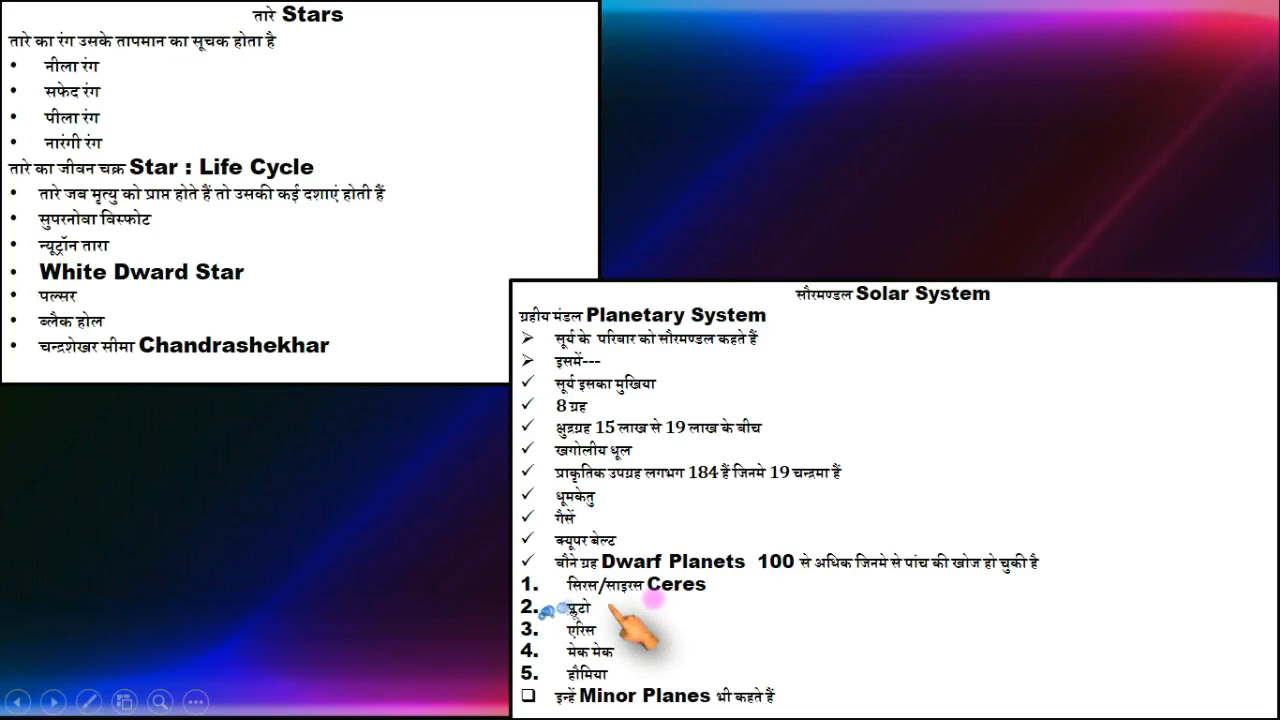 तारे Stars
तारे का रंग उसके तापमान का सूचक होता है
• नीला रंग
• सफेद रंग
• पीला रंग
• नारंगी रंग
तारे का जीवन चक्र Star : Life Cycle
• तारे जब मृत्यु को प्राप्त होते हैं तो उसकी कई दशाएं होती हैं
• सुपरनोवा विस्फोट
• न्यूट्रॉन तारा
• White Dward Star
• पल्सर
• ब्लैक होल
• चन्द्रशेखर सीमा Chandrashekhar
सौरमण्डल Solar System
ग्रहीय मंडल Planetary System
➢ सूर्य के परिवार को सौरमण्डल कहते हैं
➢ इसमें---
✓ सूर्य इसका मुखिया
✓ 8 ग्रह
✓ क्षुद्रग्रह 15 लाख से 19 लाख के बीच
✓ खगोलीय धूल
✓ प्राकृतिक उपग्रह लगभग 184 हैं जिनमे 19 चन्द्रमा हैं
✓ धूमकेतु
✓ गैसें
✓ क्यूपर बेल्ट
✓ बौने ग्रह Dwarf Planets 100 से अधिक जिनमे से पांच की खोज हो चुकी है
1. सिरस/साइरस Ceres
2. प्लूटो
3. एरिस
4. मेक मेक
5. हौमिया
❑ इन्हें Minor Planes भी कहते हैं